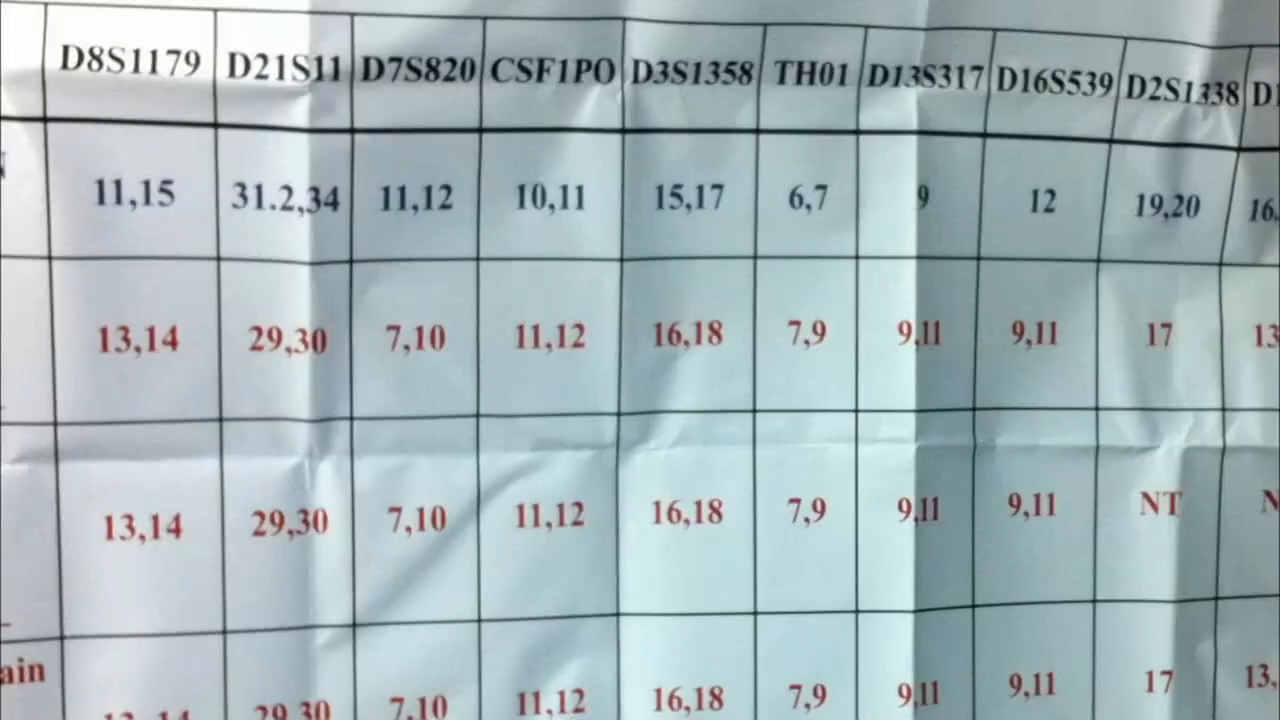 D8S1179 D21S11 D7S820 CSF1PO D3S1358 TH01 D13S317 D16S539 D2S1338
11,15 31.2,34 11,12 10,11 15,17 6,7 9 12 19,20 16
13,14 29,30 7,10 11,12 16,18 7,9 9,11 9,11 17 13
13,14 29,30 7,10 11,12 16,18 7,9 9,11 9,11 NT N
ain 29,30 7,10 11,12 16,18 7,9 9,11 9,11 17 13,